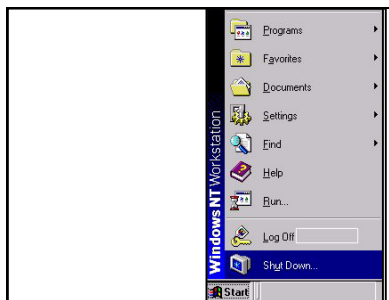 Programs
Favorites
Documents
Settings
Find
Help
Run...
Log Off
Shut Down...
Windows NT Workstation
Start